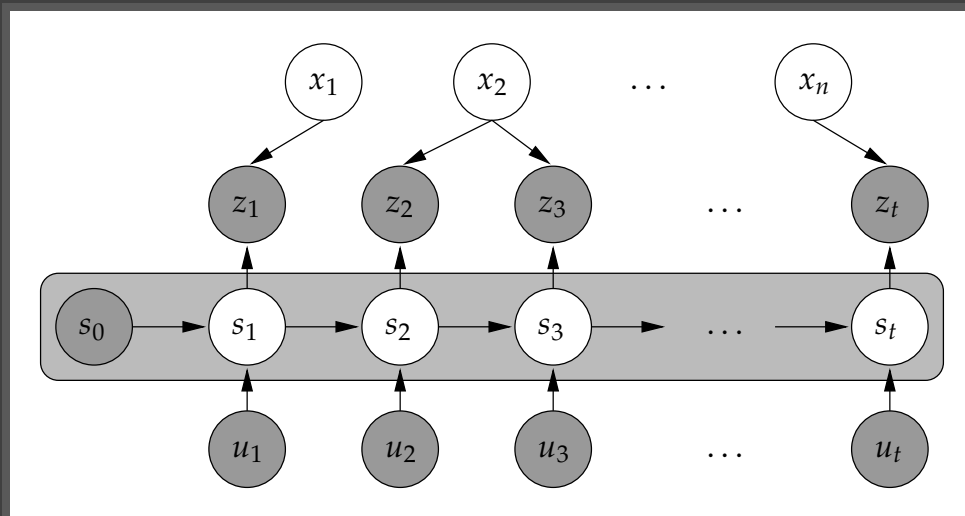 x₁ x₂ … xₙ
z₁ z₂ z₃ … zₜ
s₀ s₁ s₂ s₃ … sₜ
u₁ u₂ u₃ … uₜ